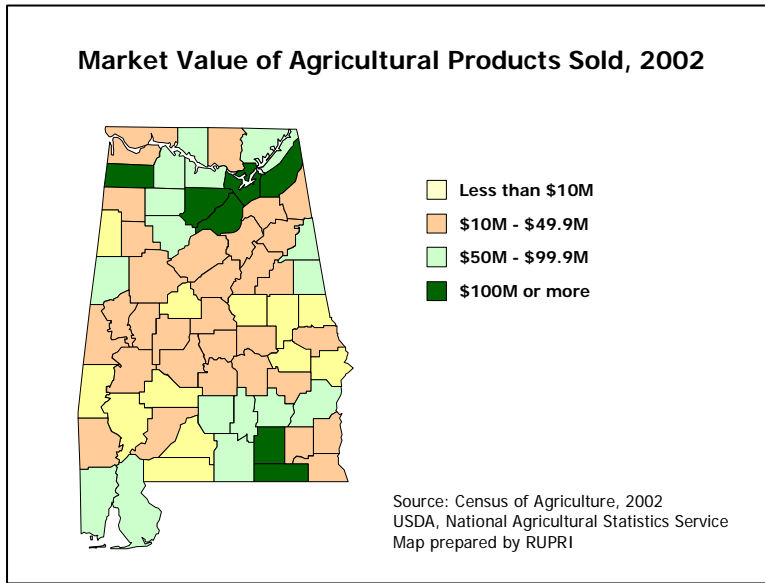 Market Value of Agricultural Products Sold, 2002
Less than $10M
$10M - $49.9M
$50M - $99.9M
$100M or more
Source: Census of Agriculture, 2002
USDA, National Agricultural Statistics Service
Map prepared by RUPRI